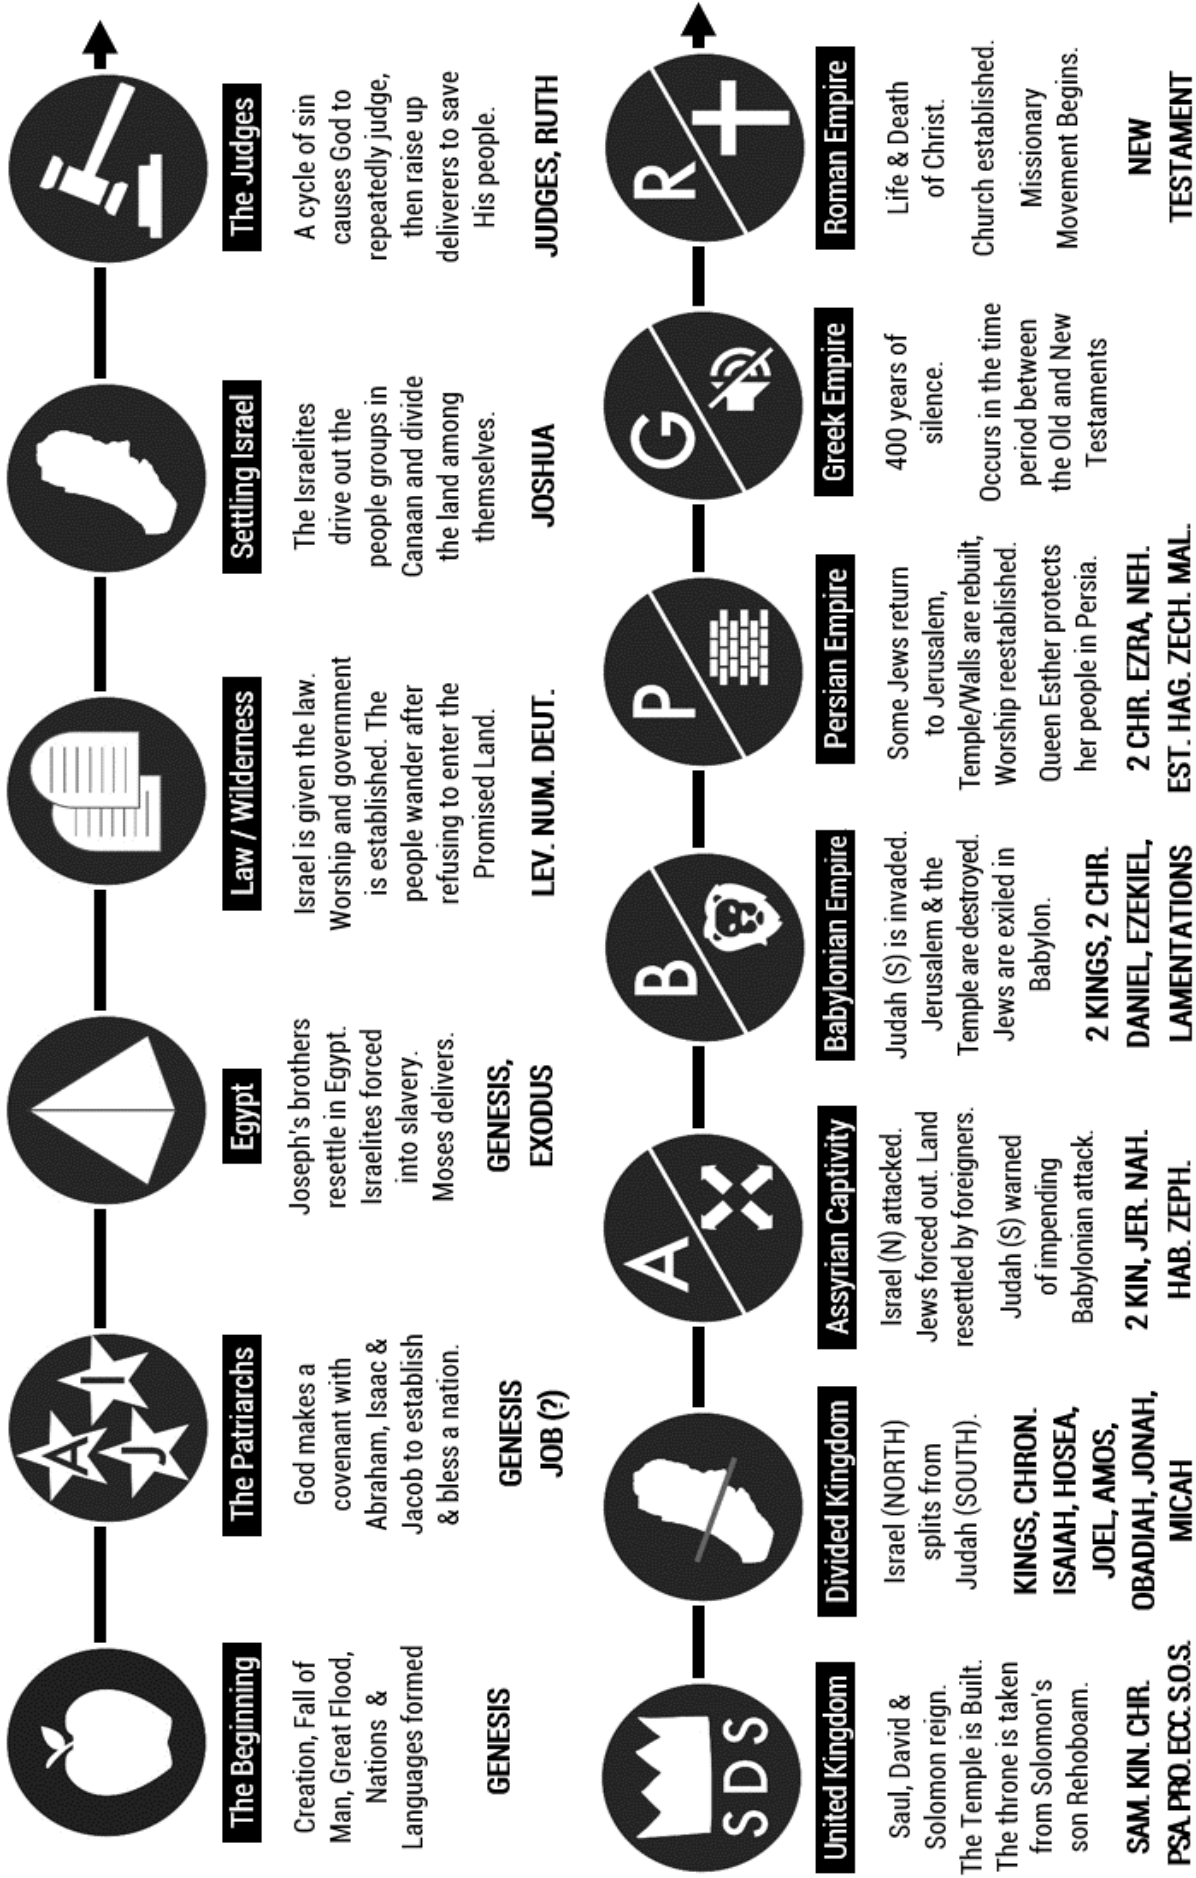 The Beginning
Creation, Fall of
Man, Great Flood,
Nations &
Languages formed
GENESIS
A
I
J
The Patriarchs
God makes a
covenant with
Abraham, Isaac &
Jacob to establish
& bless a nation.
GENESIS
JOB (?)
Egypt
Joseph's brothers
resettle in Egypt.
Israelites forced
into slavery.
Moses delivers.
GENESIS,
EXODUS
Law / Wilderness
Israel is given the law.
Worship and government
is established. The
people wander after
refusing to enter the
Promised Land.
LEV. NUM. DEUT.
Settling Israel
The Israelites
drive out the
people groups in
Canaan and divide
the land among
themselves.
JOSHUA
The Judges
A cycle of sin
causes God to
repeatedly judge,
then raise up
deliverers to save
His people.
JUDGES, RUTH
S D S
United Kingdom
Saul, David &
Solomon reign.
The Temple is Built.
The throne is taken
from Solomon's
son Rehoboam.
SAM. KIN. CHR.
PSA. PRO. ECC. S.O.S.
Divided Kingdom
Israel (NORTH)
splits from
Judah (SOUTH).
KINGS, CHRON.
ISAIAH, HOSEA,
JOEL, AMOS,
OBADIAH, JONAH,
MICAH
A
Assyrian Captivity
Israel (N) attacked.
Jews forced out. Land
resettled by foreigners.
Judah (S) warned
of impending
Babylonian attack.
2 KIN, JER. NAH.
HAB. ZEPH.
B
Babylonian Empire
Judah (S) is invaded.
Jerusalem & the
Temple are destroyed.
Jews are exiled in
Babylon.
2 KINGS, 2 CHR.
DANIEL, EZEKIEL,
LAMENTATIONS
P
Persian Empire
Some Jews return
to Jerusalem,
Temple/Walls are rebuilt,
Worship reestablished.
Queen Esther protects
her people in Persia.
2 CHR. EZRA, NEH.
EST. HAG. ZECH. MAL.
G
Greek Empire
400 years of
silence.
Occurs in the time
period between
the Old and New
Testaments
R
Roman Empire
Life & Death
of Christ.
Church established.
Missionary
Movement Begins.
NEW
TESTAMENT